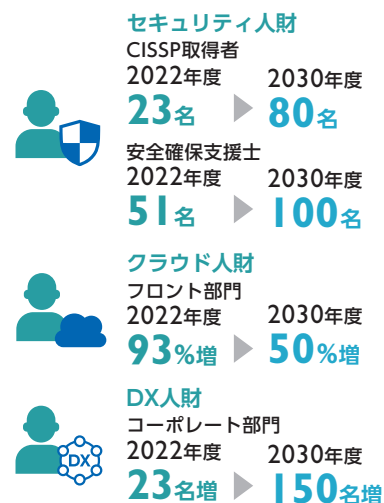 セキュリティ人財
CISSP取得者
2022年度 2030年度
23名 80名
安全確保支援士
2022年度 2030年度
51名 100名
クラウド人財
フロント部門
2022年度 2030年度
93%増 50%増
DX人財
コーポレート部門
DX
2022年度 2030年度
23名増 150名増